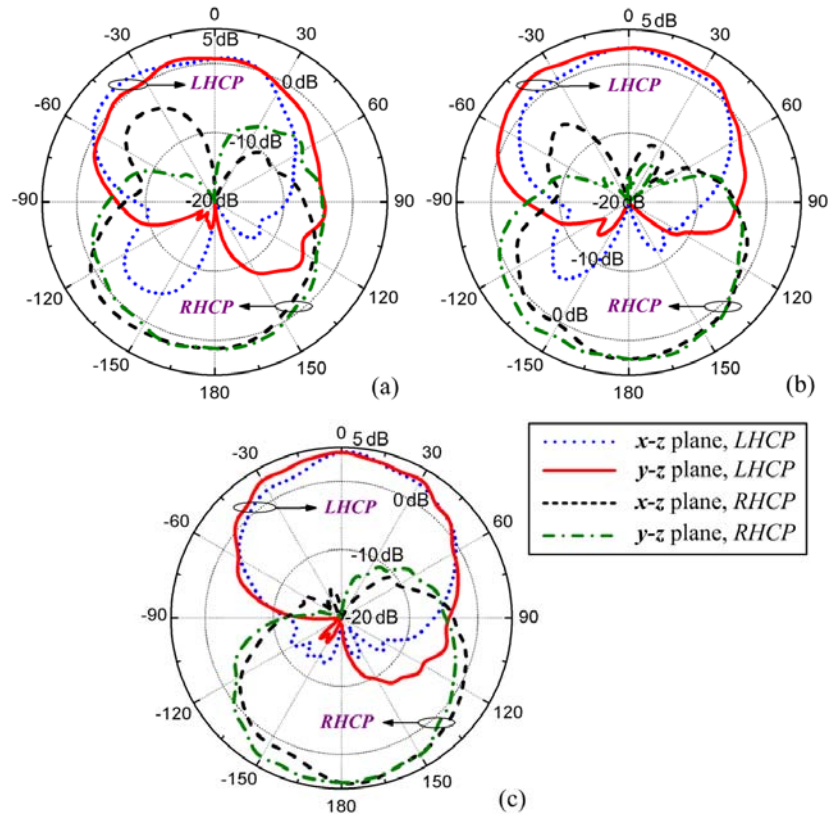 0
5 dB
-30
30
-60
60
-90
90
-120
120
-150
150
180
0 dB
-10 dB
-20 dB
LHCP
RHCP
(a)
0
5 dB
-30
30
-60
60
-90
90
-120
120
-150
150
180
-20 dB
-10 dB
0 dB
LHCP
RHCP
(b)
0
5 dB
-30
30
-60
60
-90
90
-120
120
-150
150
180
0 dB
-10 dB
-20 dB
LHCP
RHCP
(c)
x-z plane, LHCP
y-z plane, LHCP
x-z plane, RHCP
y-z plane, RHCP